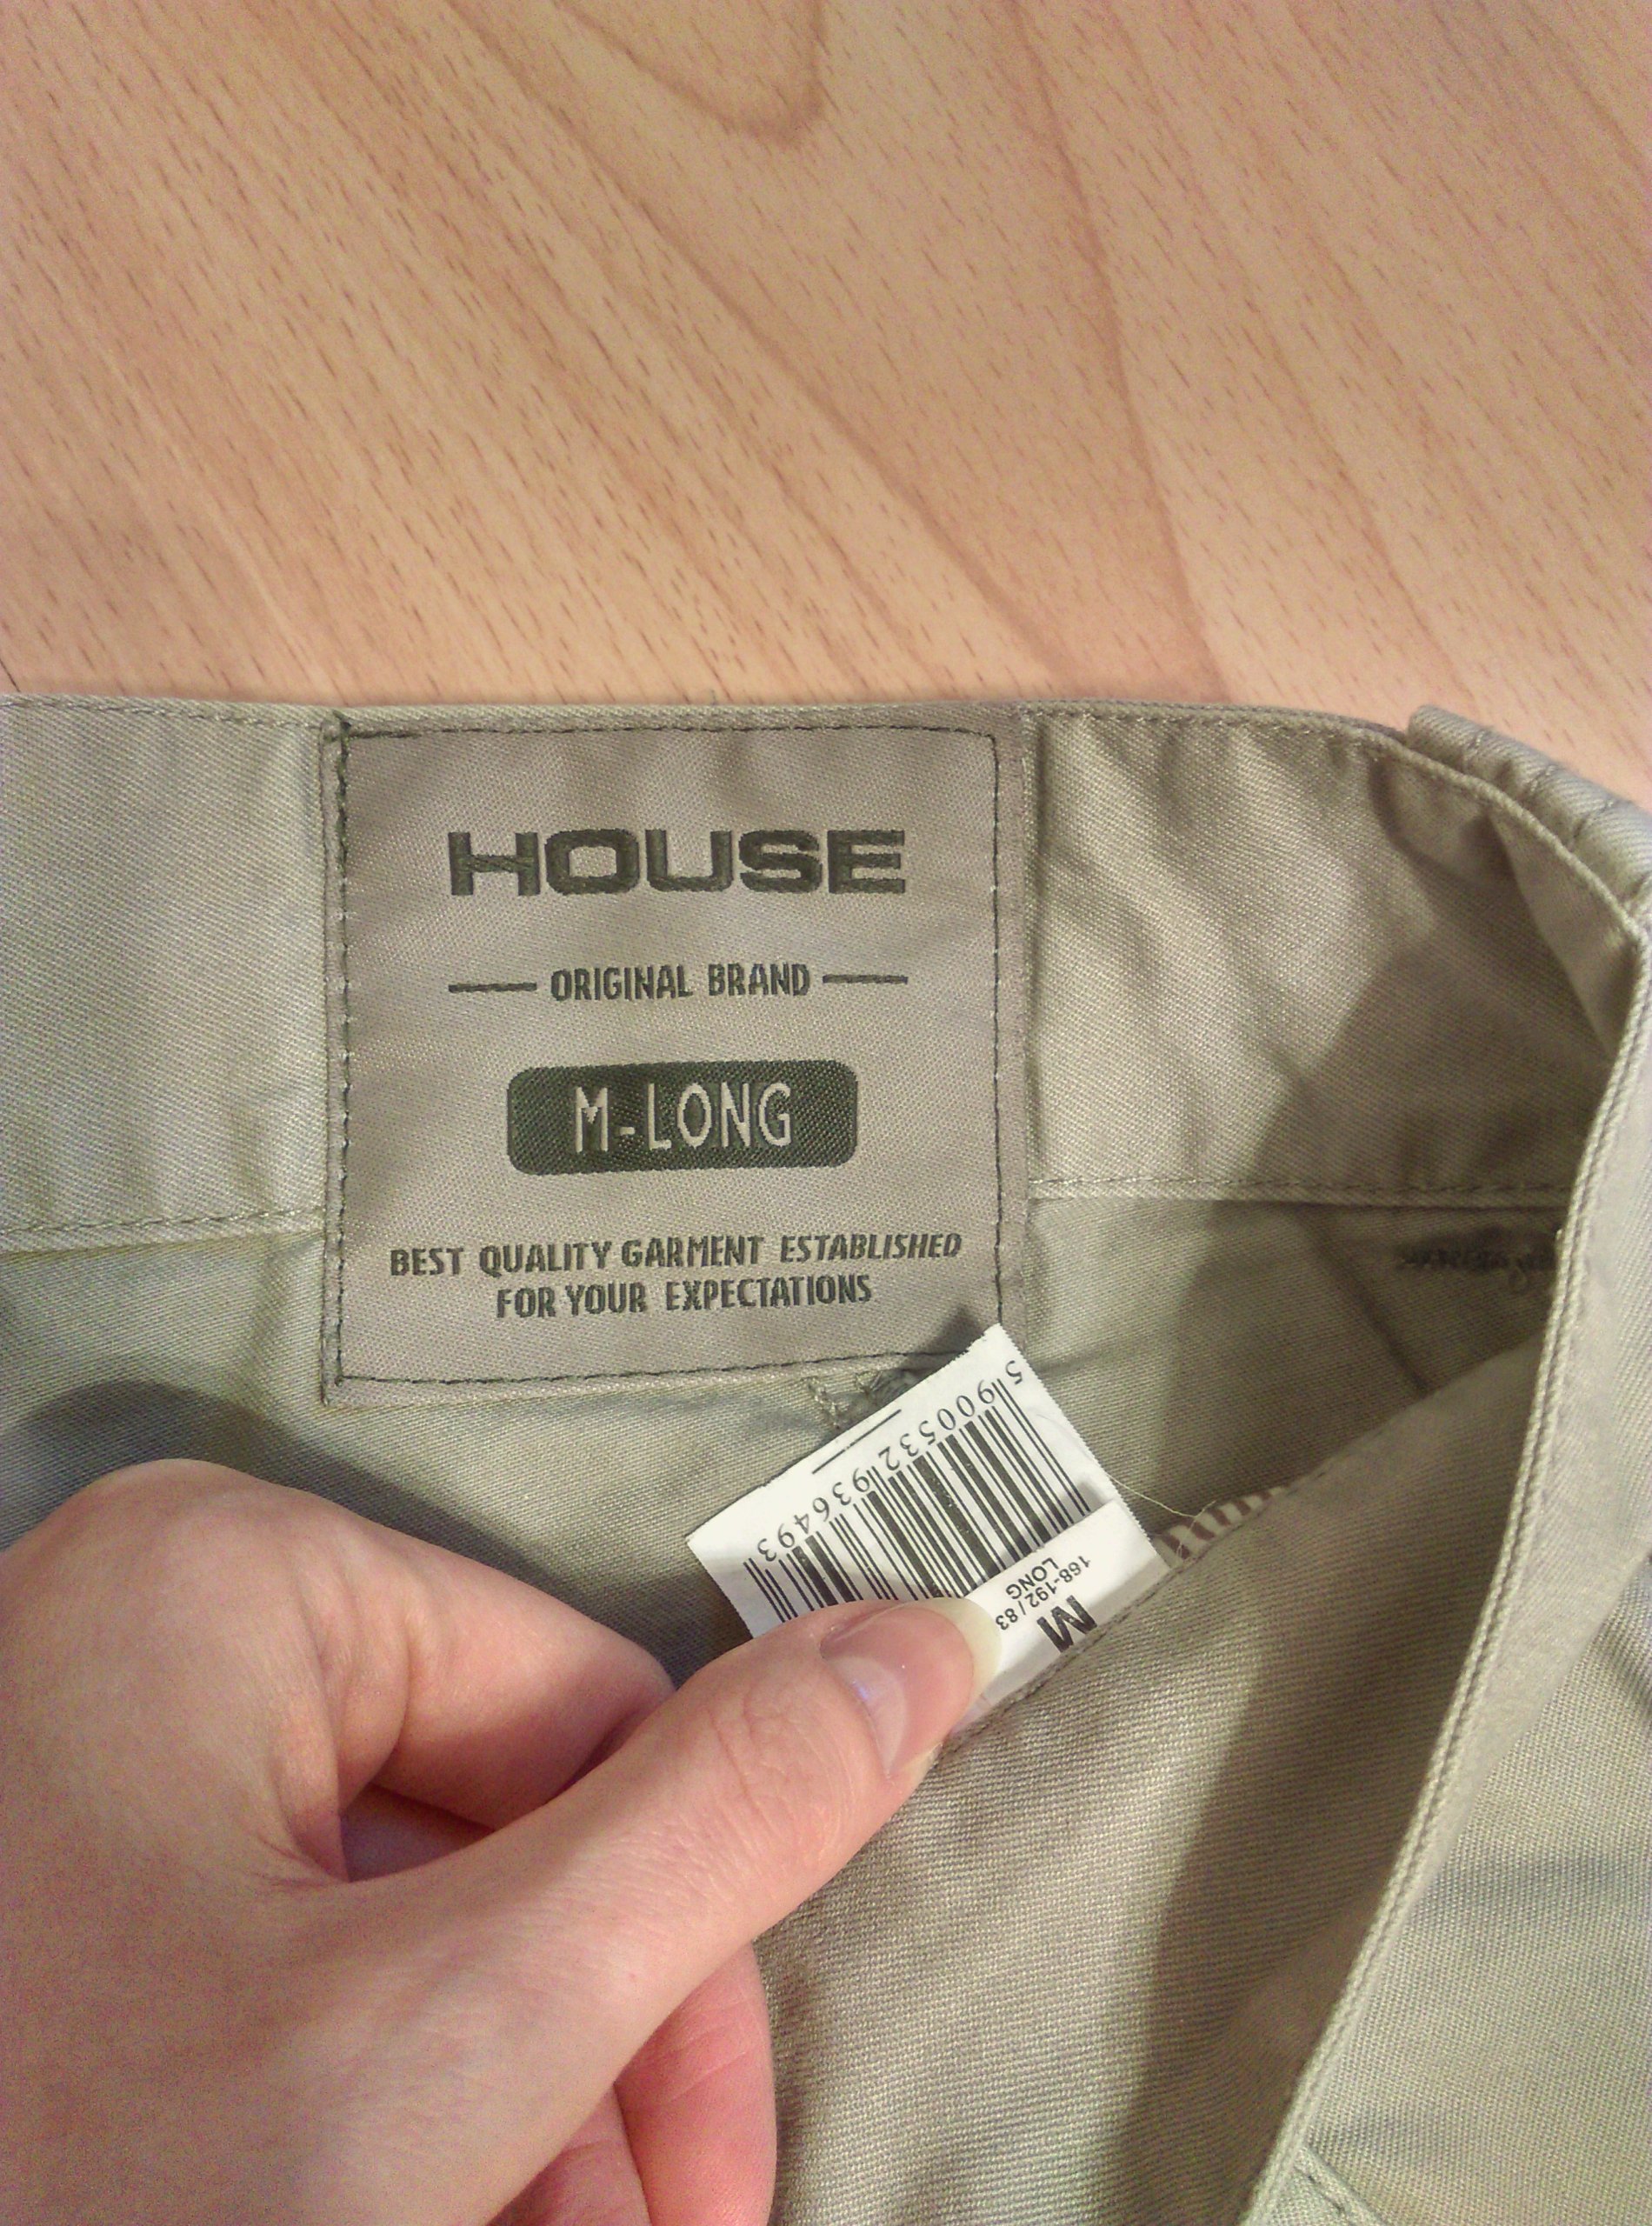 HOUSE
ORIGINAL BRAND
M-LONG
BEST QUALITY GARMENT ESTABLISHED
FOR YOUR EXPECTATIONS
5 900532 936493
M
168-192/83
LONG